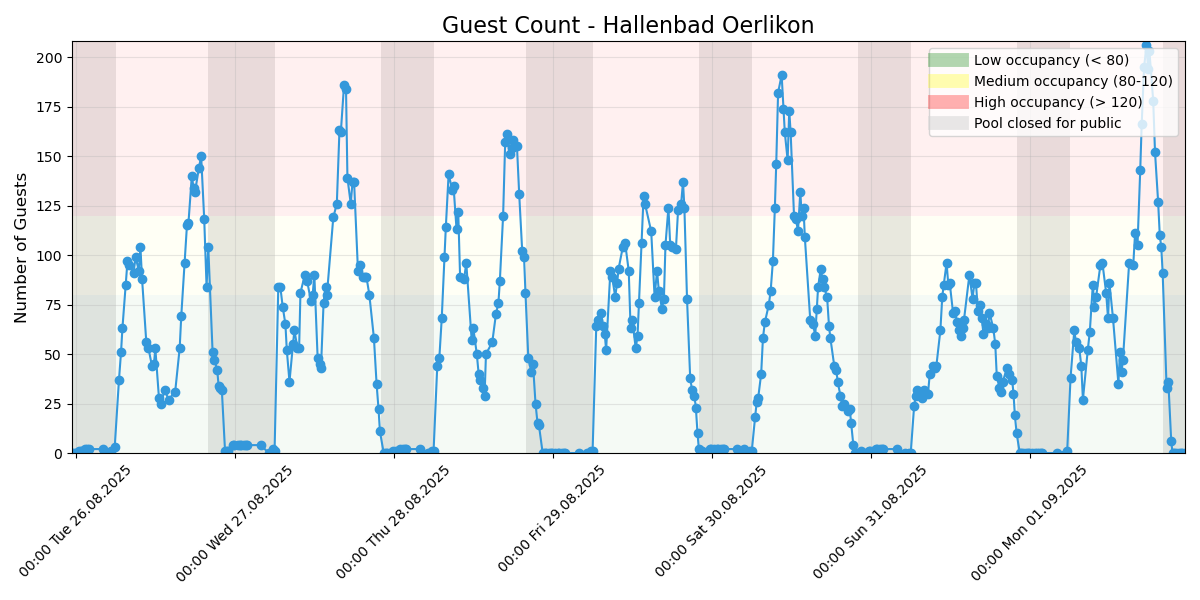 Guest Count - Hallenbad Oerlikon
Number of Guests
200
175
150
125
100
75
50
25
0
Low occupancy (< 80)
Medium occupancy (80-120)
High occupancy (> 120)
Pool closed for public
00:00 Tue 26.08.2025
00:00 Wed 27.08.2025
00:00 Thu 28.08.2025
00:00 Fri 29.08.2025
00:00 Sat 30.08.2025
00:00 Sun 31.08.2025
00:00 Mon 01.09.2025